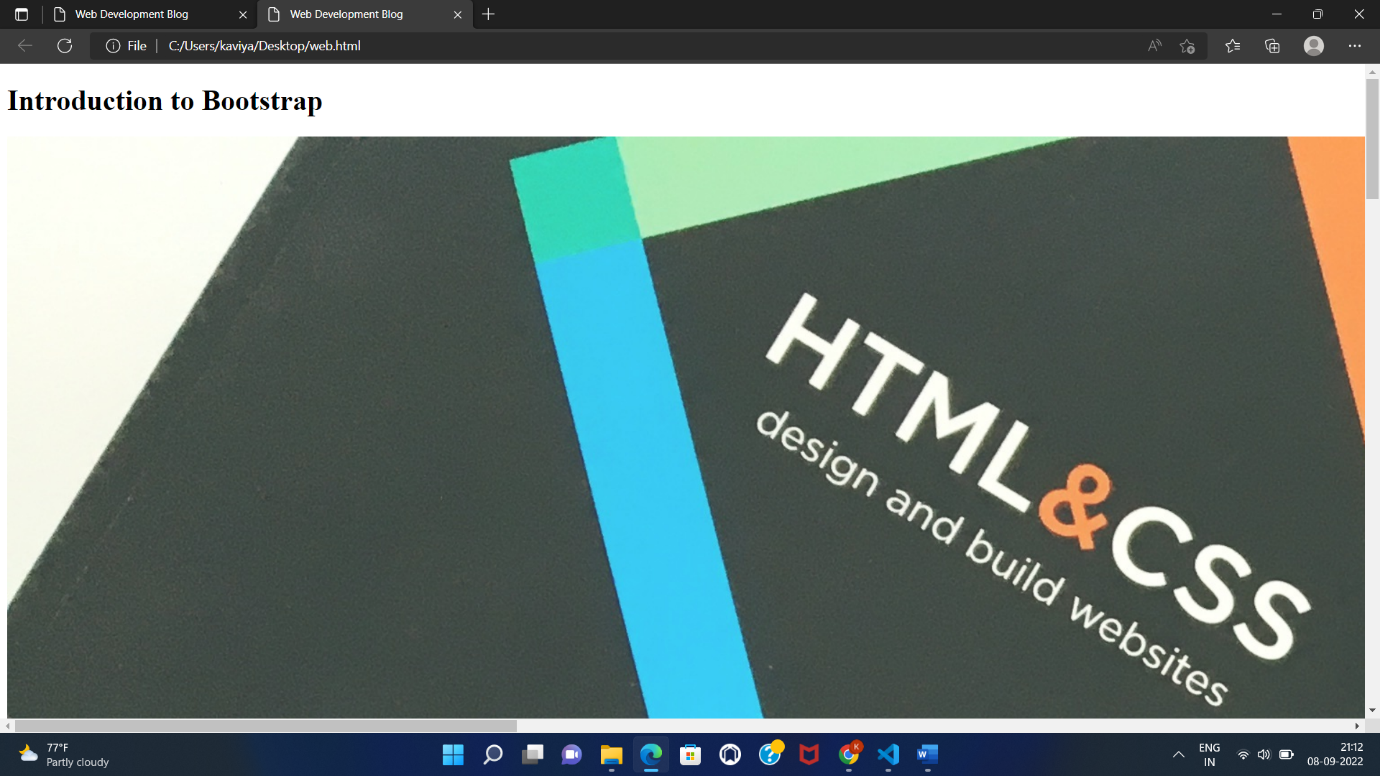 Web Development Blog
Web Development Blog
File
C:/Users/kaviya/Desktop/web.html
Introduction to Bootstrap
HTML&CSS
design and build websites
77°F
Partly cloudy
K
W
ENG
IN
21:12
08-09-2022